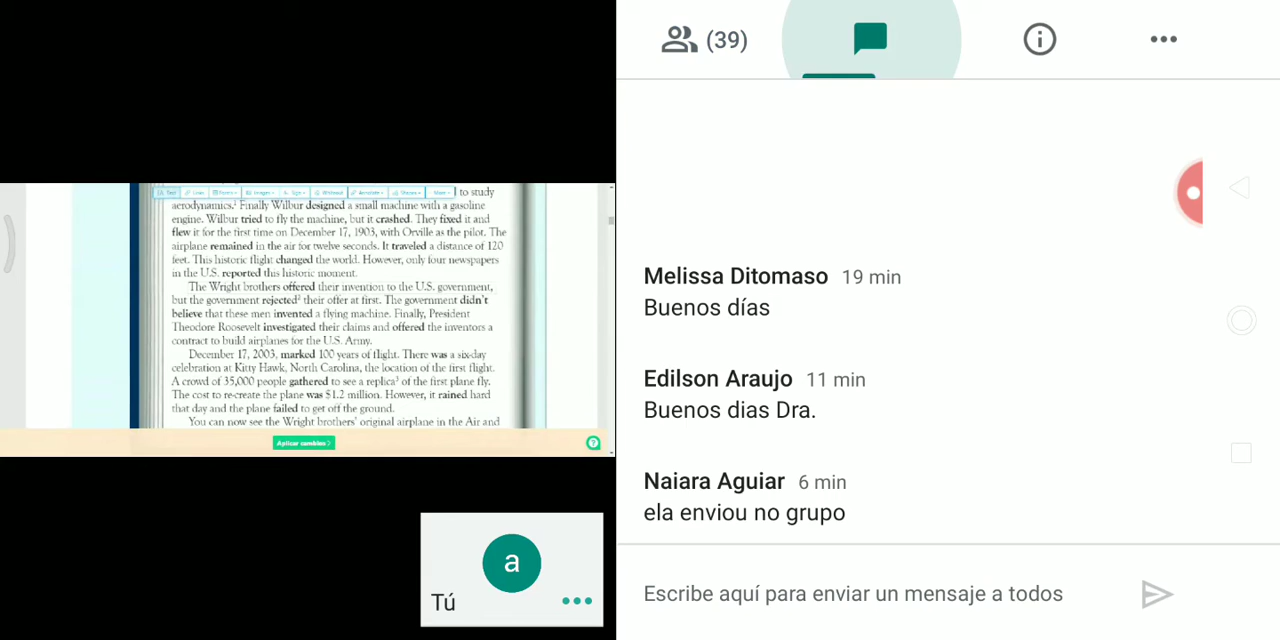 to study
aerodynamics.¹ Finally Wilbur designed a small machine with a gasoline
engine. Wilbur tried to fly the machine, but it crashed. They fixed it and
flew it for the first time on December 17, 1903, with Orville as the pilot. The
airplane remained in the air for twelve seconds. It traveled a distance of 120
feet. This historic flight changed the world. However, only four newspapers
in the U.S. reported this historic moment.
The Wright brothers offered their invention to the U.S. government,
but the government rejected² their offer at first. The government didn't
believe that these men invented a flying machine. Finally, President
Theodore Roosevelt investigated their claims and offered the inventors a
contract to build airplanes for the U.S. Army.
December 17, 2003, marked 100 years of flight. There was a six-day
celebration at Kitty Hawk, North Carolina, the location of the first flight.
A crowd of 35,000 people gathered to see a replica³ of the first plane fly.
The cost to re-create the plane was $1.2 million. However, it rained hard
that day and the plane failed to get off the ground.
You can now see the Wright brothers' original airplane in the Air and
Aplicar cambios
a
Tú
(39)
Melissa Ditomaso 19 min
Buenos días
Edilson Araujo 11 min
Buenos dias Dra.
Naiara Aguiar 6 min
ela enviou no grupo
Escribe aquí para enviar un mensaje a todos